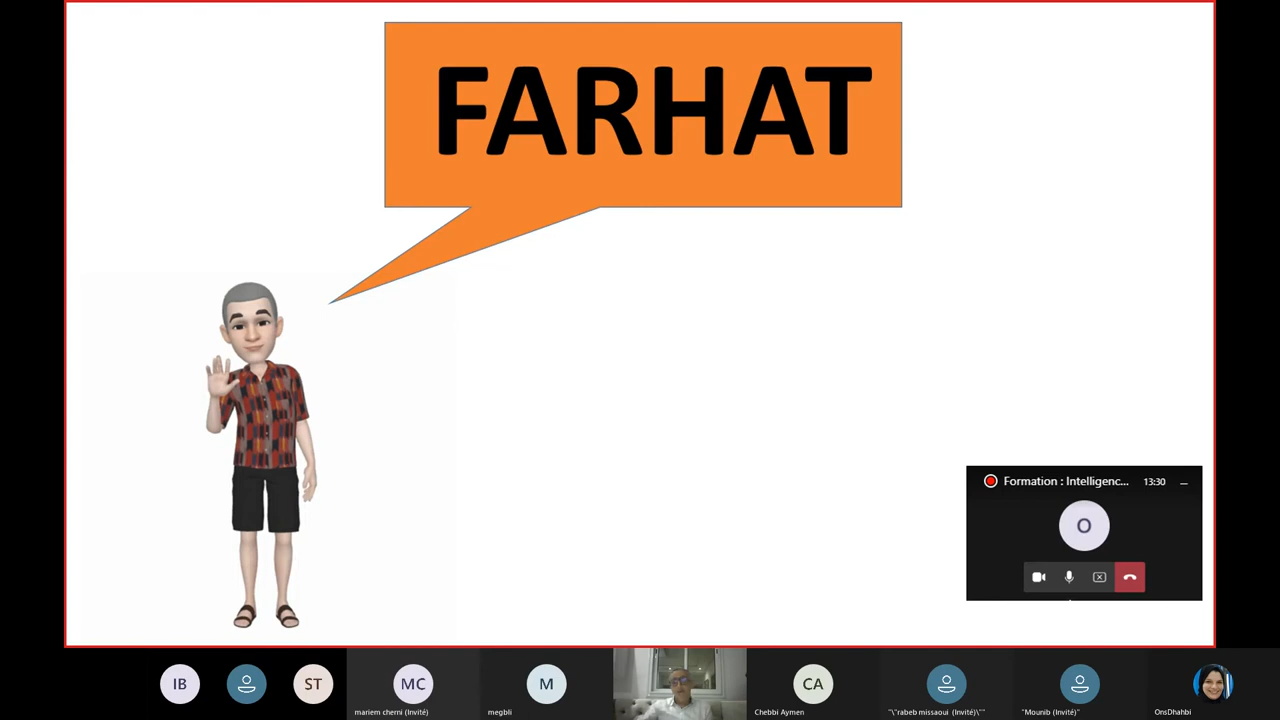 FARHAT
Formation : Intelligenc...
13:30
O
IB
ST
MC
M
CA
mariem cherni (Invité)
megbli
Chebbi Aymen
"\"rabeb missaoui (Invité)\""
"Mounib (Invité)"
OnsDhahbi